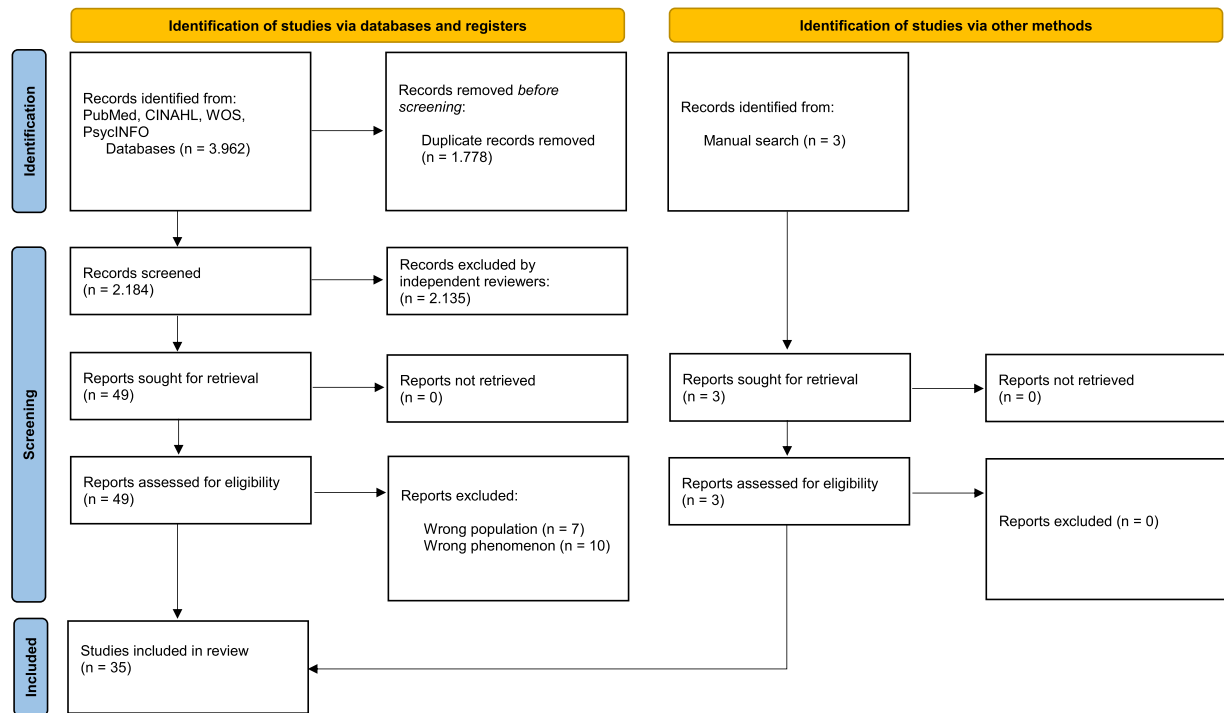 Identification of studies via databases and registers
Identification of studies via other methods
Identification
Records identified from:
PubMed, CINAHL, WOS,
PsycINFO
Databases (n = 3.962)
Records removed before
screening:
Duplicate records removed
(n = 1.778)
Records identified from:
Manual search (n = 3)
Screening
Records screened
(n = 2.184)
Records excluded by
independent reviewers:
(n = 2.135)
Reports sought for retrieval
(n = 49)
Reports not retrieved
(n = 0)
Reports sought for retrieval
(n = 3)
Reports not retrieved
(n = 0)
Reports assessed for eligibility
(n = 49)
Reports excluded:
Wrong population (n = 7)
Wrong phenomenon (n = 10)
Reports assessed for eligibility
(n = 3)
Reports excluded (n = 0)
Included
Studies included in review
(n = 35)